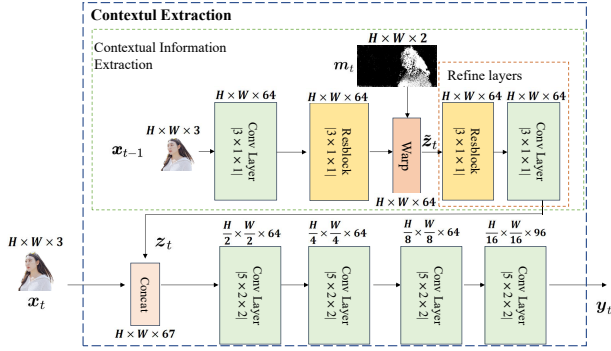 Contextul Extraction
Contextual Information
Extraction
H × W × 2
m_t
Refine layers
H × W × 64
H × W × 64
H × W × 64
H × W × 64
H × W × 3
x_{t−1}
Conv Layer
|3 × 1 × 1|
Resblock
|3 × 1 × 1|
Warp
z̃_t
Resblock
|3 × 1 × 1|
Conv Layer
|3 × 1 × 1|
H × W × 64
H × W × 3
z_t
H/2 × W/2 × 64
H/4 × W/4 × 64
H/8 × W/8 × 64
H/16 × W/16 × 96
x_t
Concat
Conv Layer
|5 × 2 × 2|
Conv Layer
|5 × 2 × 2|
Conv Layer
|5 × 2 × 2|
Conv Layer
|5 × 2 × 2|
y_t
H × W × 67